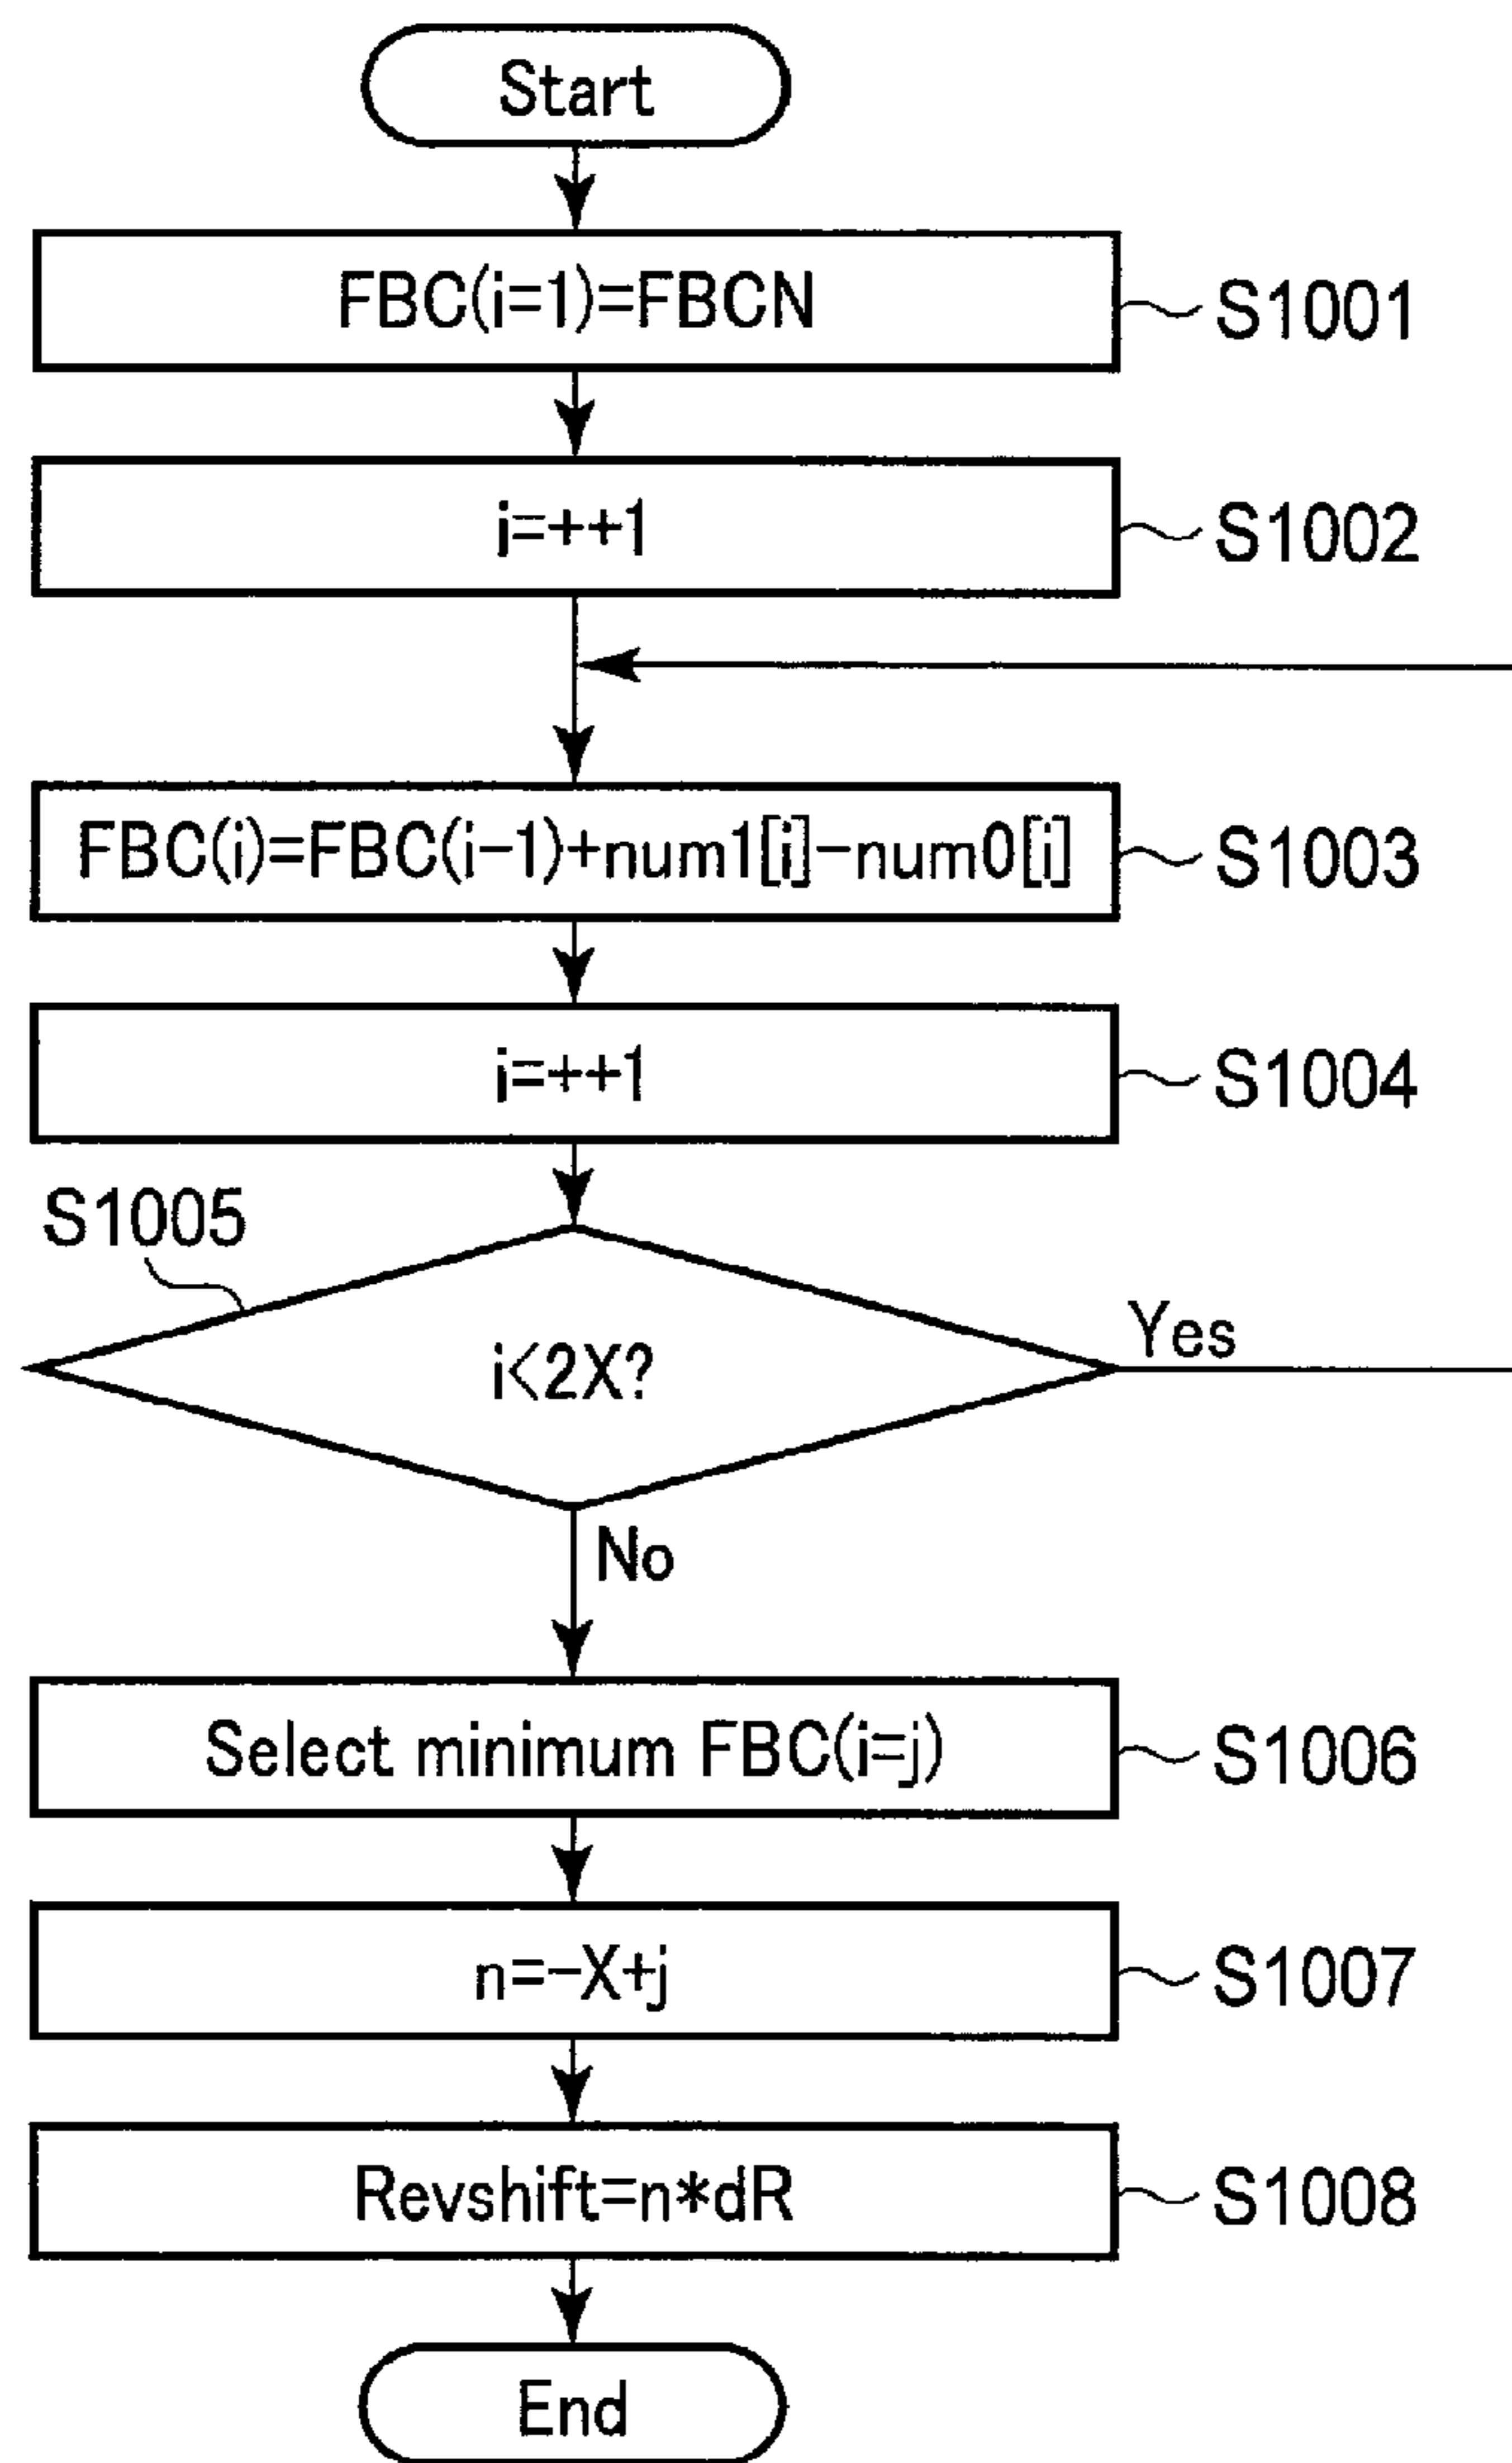 Start
FBC(i=1)=FBCN
S1001
i=++1
S1002
FBC(i)=FBC(i-1)+num1[i]-num0[i]
S1003
i=++1
S1004
S1005
i<2X?
Yes
No
Select minimum FBC(i=j)
S1006
n=-X+j
S1007
Revshift=n*dR
S1008
End